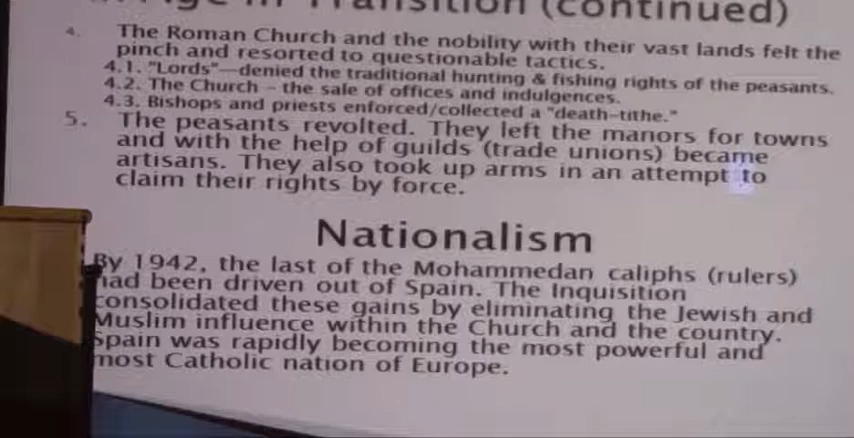 in Transition (continued)
4. The Roman Church and the nobility with their vast lands felt the
pinch and resorted to questionable tactics.
4.1. "Lords"—denied the traditional hunting & fishing rights of the peasants.
4.2. The Church – the sale of offices and indulgences.
4.3. Bishops and priests enforced/collected a "death–tithe."
5. The peasants revolted. They left the manors for towns
and with the help of guilds (trade unions) became
artisans. They also took up arms in an attempt to
claim their rights by force.
Nationalism
By 1942, the last of the Mohammedan caliphs (rulers)
had been driven out of Spain. The Inquisition
consolidated these gains by eliminating the Jewish and
Muslim influence within the Church and the country.
Spain was rapidly becoming the most powerful and
most Catholic nation of Europe.